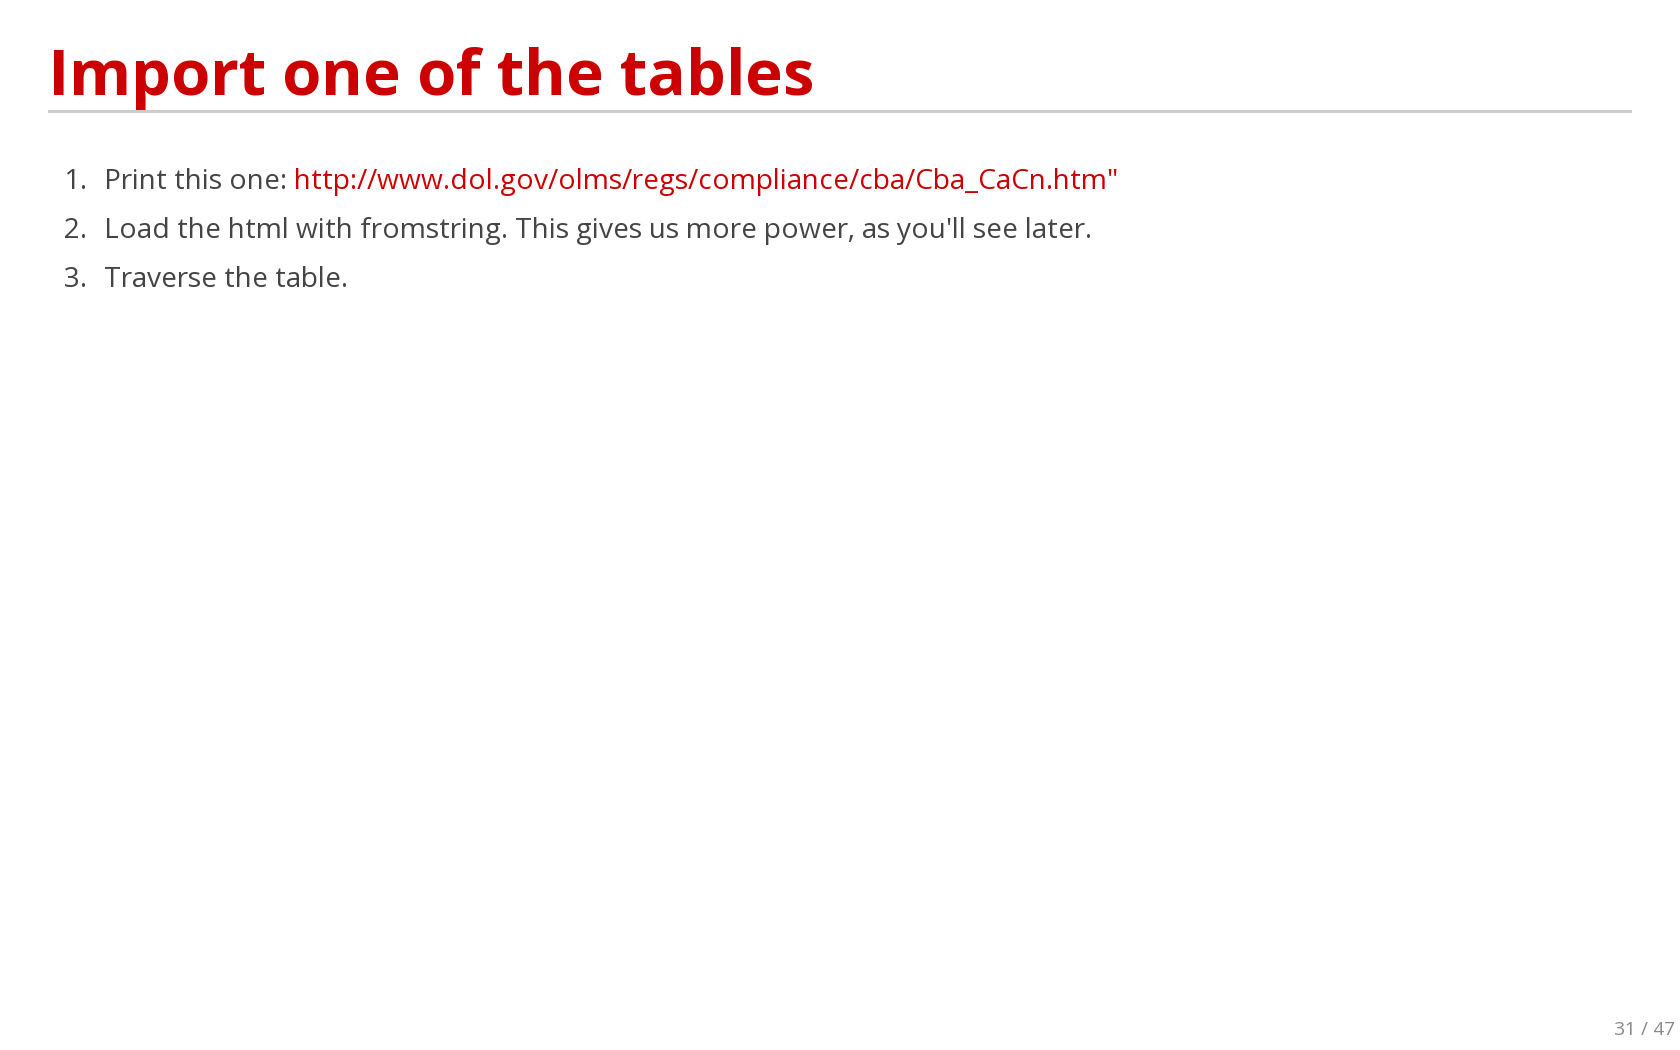 Import one of the tables
1. Print this one: http://www.dol.gov/olms/regs/compliance/cba/Cba_CaCn.htm"
2. Load the html with fromstring. This gives us more power, as you'll see later.
3. Traverse the table.
31 / 47